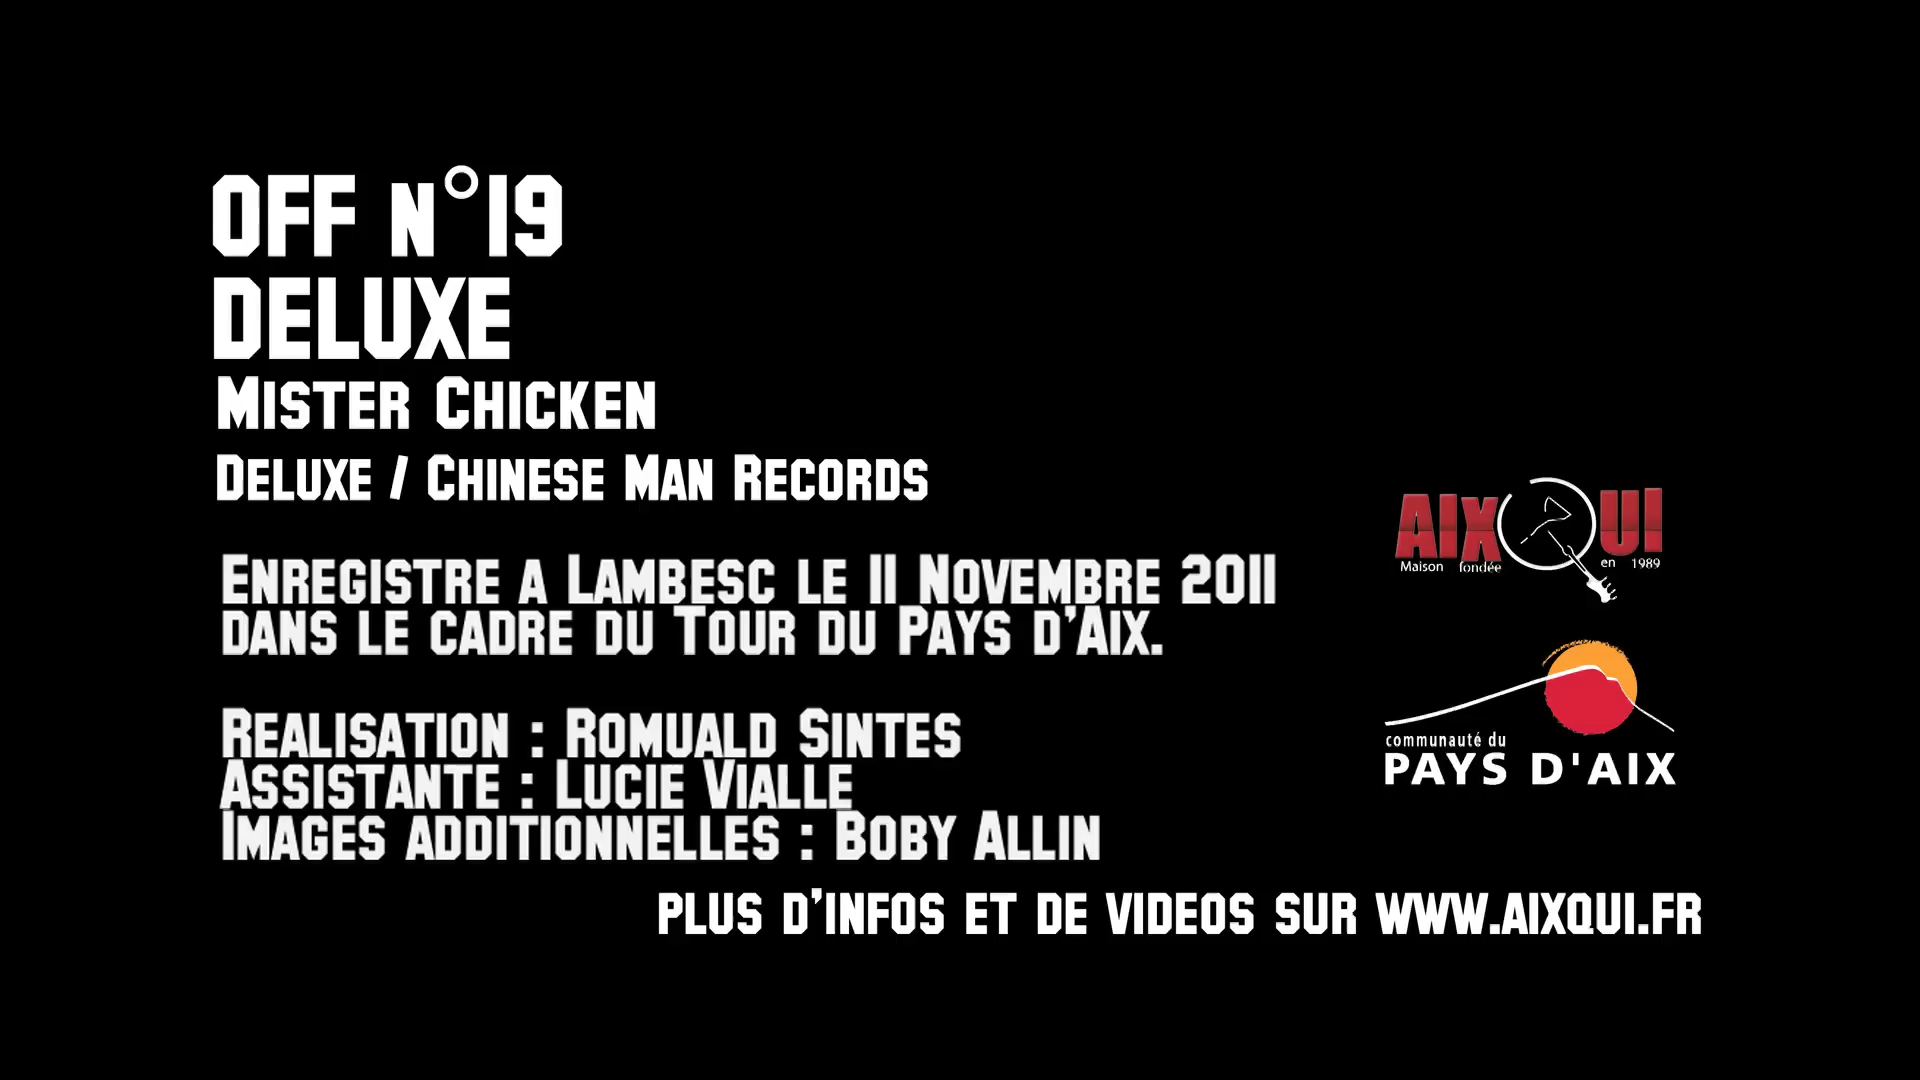 OFF N°19
DELUXE
MISTER CHICKEN
DELUXE / CHINESE MAN RECORDS
ENREGISTRE A LAMBESC LE 11 NOVEMBRE 2011
DANS LE CADRE DU TOUR DU PAYS D'AIX.
REALISATION : ROMUALD SINTES
ASSISTANTE : LUCIE VIALLE
IMAGES ADDITIONNELLES : BOBY ALLIN
PLUS D'INFOS ET DE VIDEOS SUR WWW.AIXQUI.FR
AIXQUI
Maison fondée en 1989
communauté du
PAYS D'AIX